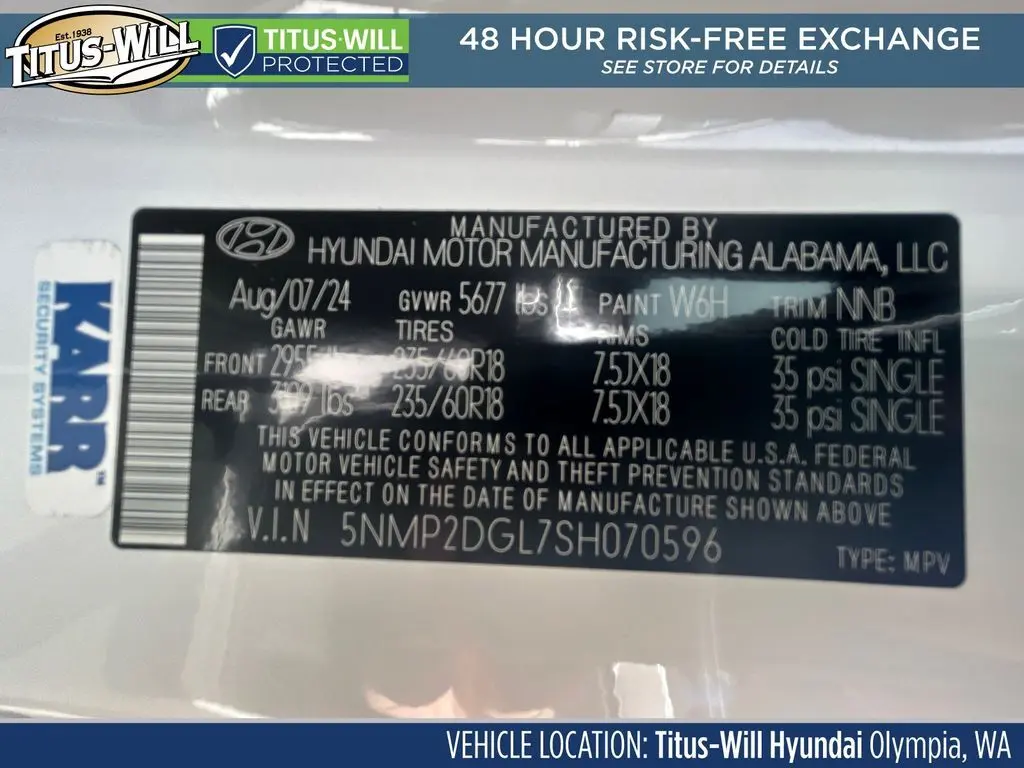 Est.1938
TITUS-WILL
TITUS-WILL
PROTECTED
48 HOUR RISK-FREE EXCHANGE
SEE STORE FOR DETAILS
KARR™
SECURITY SYSTEMS
MANUFACTURED BY
HYUNDAI MOTOR MANUFACTURING ALABAMA, LLC
Aug/07/24 GVWR 5677 lbs PAINT W6H TRIM NNB
GAWR TIRES RIMS COLD TIRE INFL
FRONT 235/60R18 7.5JX18 35 psi SINGLE
REAR lbs 235/60R18 7.5JX18 35 psi SINGLE
THIS VEHICLE CONFORMS TO ALL APPLICABLE U.S.A. FEDERAL
MOTOR VEHICLE SAFETY AND THEFT PREVENTION STANDARDS
IN EFFECT ON THE DATE OF MANUFACTURE SHOWN ABOVE
V.I.N 5NMP2DGL7SH070596 TYPE: MPV
VEHICLE LOCATION: Titus-Will Hyundai Olympia, WA